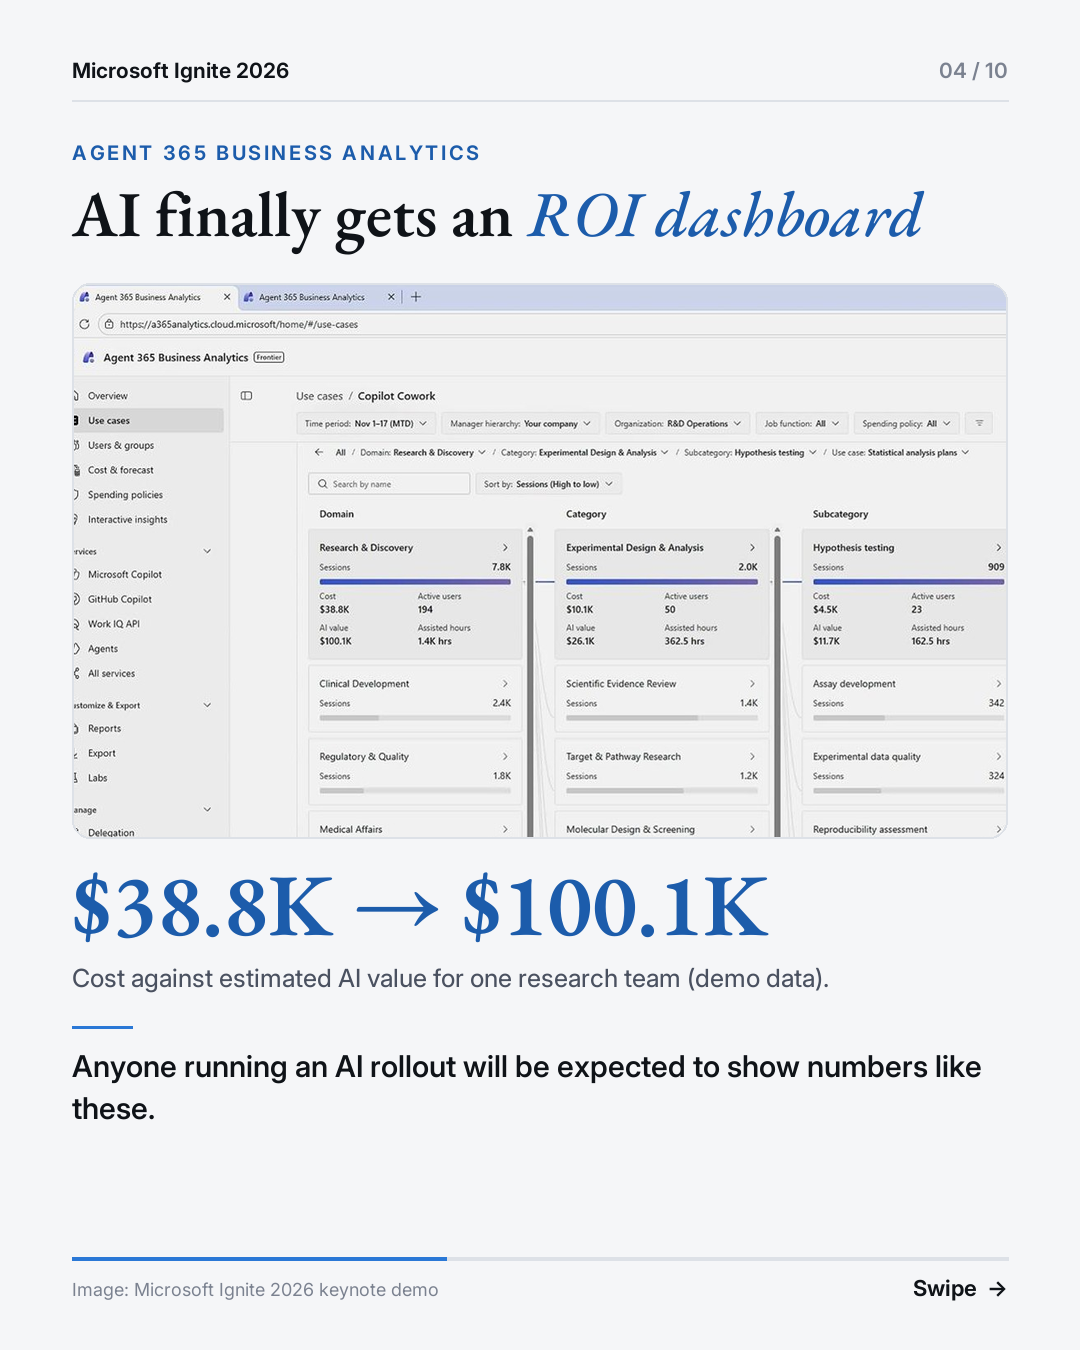 Microsoft Ignite 2026
04 / 10
AGENT 365 BUSINESS ANALYTICS
AI finally gets an ROI dashboard
Agent 365 Business Analytics
Agent 365 Business Analytics
https://a365analytics.cloud.microsoft/home/#/use-cases
Agent 365 Business Analytics Frontier
Overview
Use cases
Users & groups
Cost & forecast
Spending policies
Interactive insights
rvices
Microsoft Copilot
GitHub Copilot
Work IQ API
Agents
All services
ustomize & Export
Reports
Export
Labs
anage
Delegation
Use cases / Copilot Cowork
Time period: Nov 1–17 (MTD) Manager hierarchy: Your company Organization: R&D Operations Job function: All Spending policy: All
All / Domain: Research & Discovery / Category: Experimental Design & Analysis / Subcategory: Hypothesis testing / Use case: Statistical analysis plans
Search by name
Sort by: Sessions (High to low)
Domain
Research & Discovery
Sessions 7.8K
Cost Active users
$38.8K 194
AI value Assisted hours
$100.1K 1.4K hrs
Clinical Development
Sessions 2.4K
Regulatory & Quality
Sessions 1.8K
Medical Affairs
Category
Experimental Design & Analysis
Sessions 2.0K
Cost Active users
$10.1K 50
AI value Assisted hours
$26.1K 362.5 hrs
Scientific Evidence Review
Sessions 1.4K
Target & Pathway Research
Sessions 1.2K
Molecular Design & Screening
Subcategory
Hypothesis testing
Sessions 909
Cost Active users
$4.5K 23
AI value Assisted hours
$11.7K 162.5 hrs
Assay development
Sessions 342
Experimental data quality
Sessions 324
Reproducibility assessment
$38.8K → $100.1K
Cost against estimated AI value for one research team (demo data).
Anyone running an AI rollout will be expected to show numbers like
these.
Image: Microsoft Ignite 2026 keynote demo
Swipe →